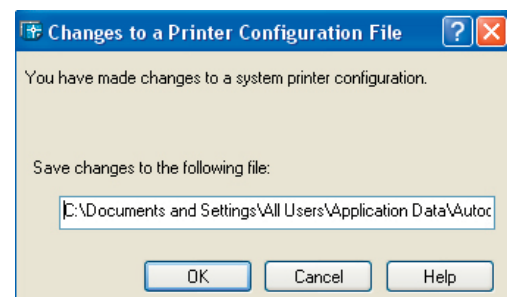 Changes to a Printer Configuration File
You have made changes to a system printer configuration.
Save changes to the following file:
C:\Documents and Settings\All Users\Application Data\Autoc
OK Cancel Help